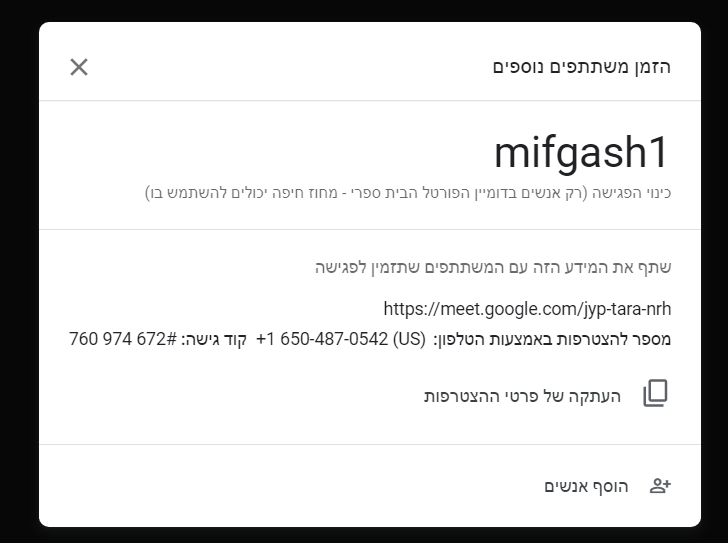 הזמן משתתפים נוספים
mifgash1
כינוי הפגישה (רק אנשים בדומיין הפורטל הבית ספרי - מחוז חיפה יכולים להשתמש בו)
שתף את המידע הזה עם המשתתפים שתזמין לפגישה
https://meet.google.com/jyp-tara-nrh
מספר להצטרפות באמצעות הטלפון: ‎(US) +1 650-487-0542‎ קוד גישה: ‎760 974 672#‎
העתקה של פרטי ההצטרפות
הוסף אנשים